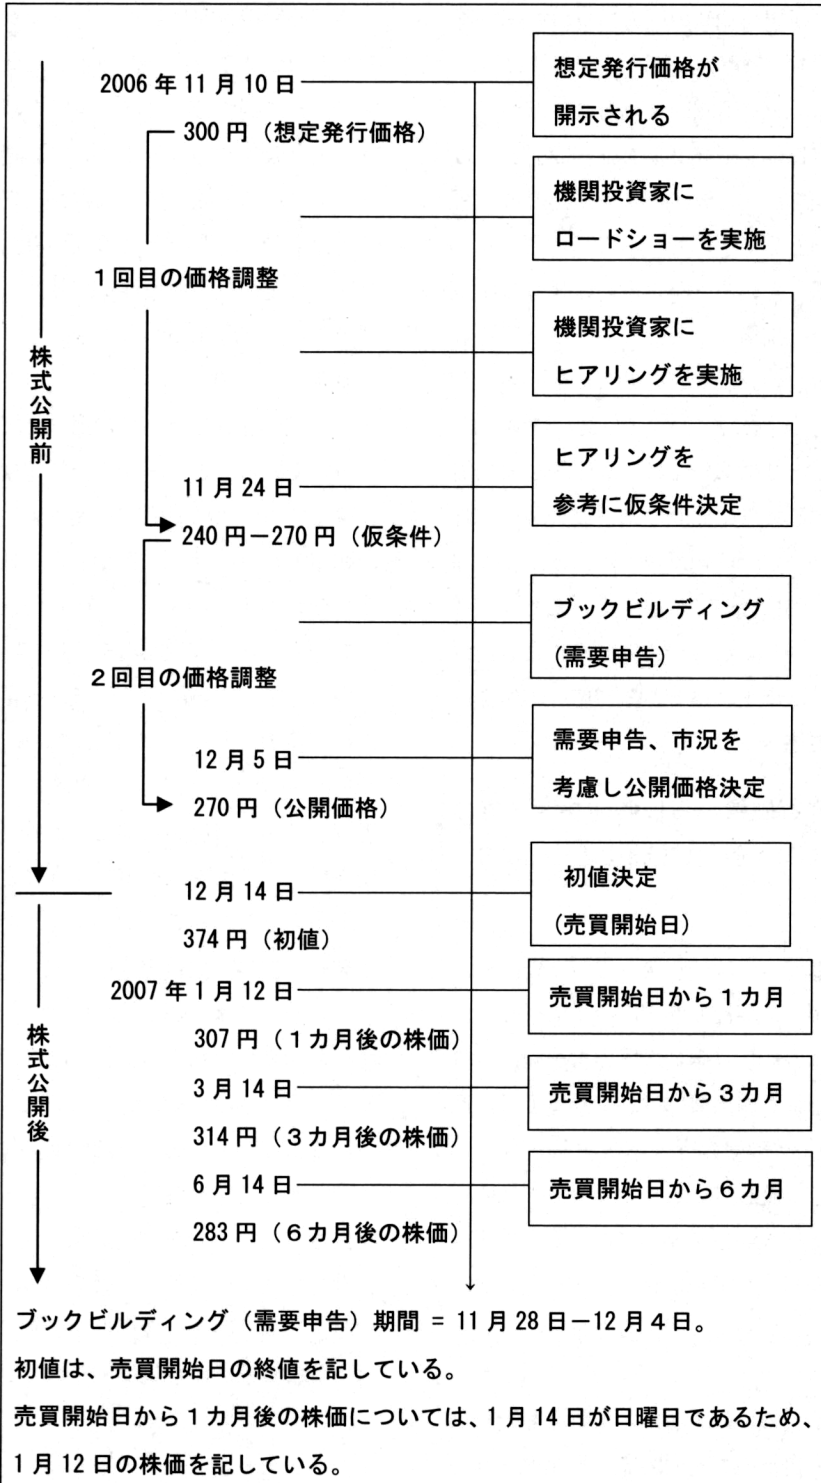 2006年11月10日
想定発行価格が
開示される
300円（想定発行価格）
機関投資家に
ロードショーを実施
1回目の価格調整
機関投資家に
ヒアリングを実施
株式公開前
ヒアリングを
参考に仮条件決定
11月24日
240円－270円（仮条件）
ブックビルディング
(需要申告)
2回目の価格調整
需要申告、市況を
考慮し公開価格決定
12月5日
270円（公開価格）
初値決定
(売買開始日)
12月14日
374円（初値）
2007年1月12日
売買開始日から1カ月
307円（1カ月後の株価）
株式公開後
3月14日
売買開始日から3カ月
314円（3カ月後の株価）
6月14日
売買開始日から6カ月
283円（6カ月後の株価）
ブックビルディング（需要申告）期間 = 11月28日－12月4日。
初値は、売買開始日の終値を記している。
売買開始日から1カ月後の株価については、1月14日が日曜日であるため、
1月12日の株価を記している。